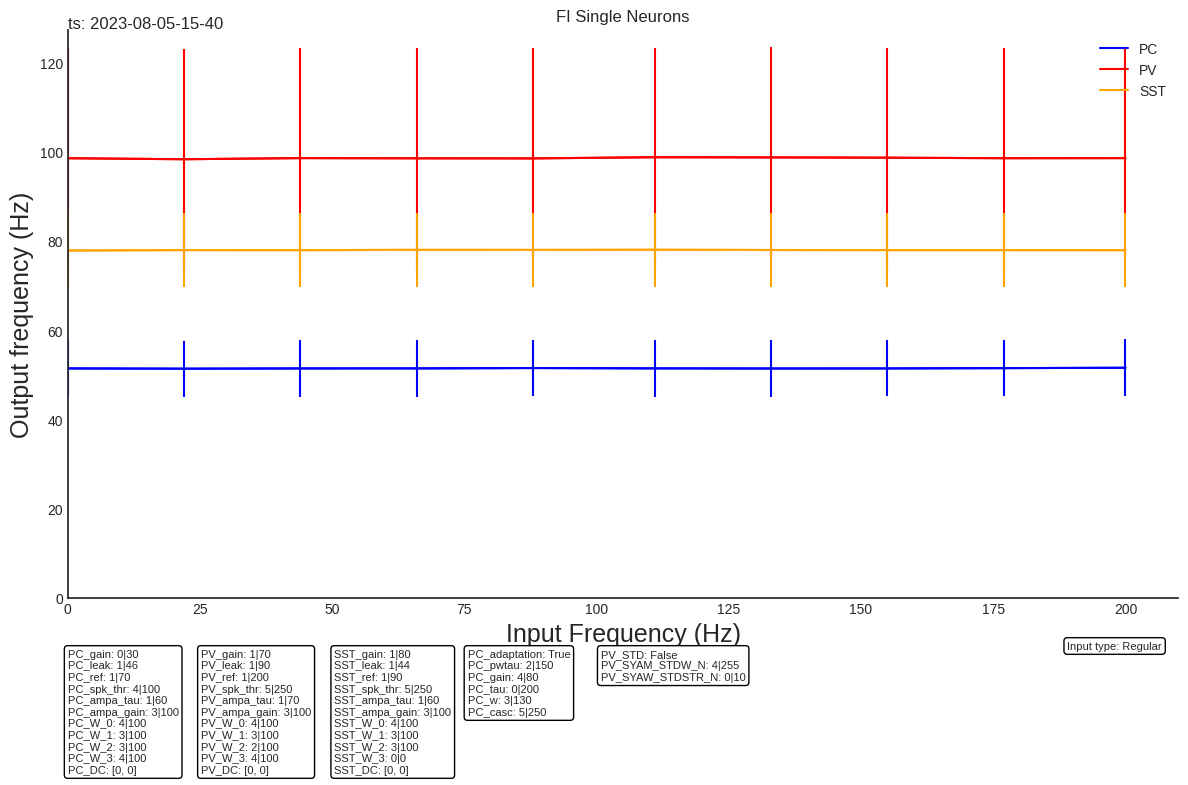 ts: 2023-08-05-15-40
FI Single Neurons
PC
PV
SST
Output frequency (Hz)
120
100
80
60
40
20
0
0 25 50 75 100 125 150 175 200
Input Frequency (Hz)
Input type: Regular
PC_gain: 0|30
PC_leak: 1|46
PC_ref: 1|70
PC_spk_thr: 4|100
PC_ampa_tau: 1|60
PC_ampa_gain: 3|100
PC_W_0: 4|100
PC_W_1: 3|100
PC_W_2: 3|100
PC_W_3: 4|100
PC_DC: [0, 0]
PV_gain: 1|70
PV_leak: 1|90
PV_ref: 1|200
PV_spk_thr: 5|250
PV_ampa_tau: 1|70
PV_ampa_gain: 3|100
PV_W_0: 4|100
PV_W_1: 3|100
PV_W_2: 2|100
PV_W_3: 4|100
PV_DC: [0, 0]
SST_gain: 1|80
SST_leak: 1|44
SST_ref: 1|90
SST_spk_thr: 5|250
SST_ampa_tau: 1|60
SST_ampa_gain: 3|100
SST_W_0: 4|100
SST_W_1: 3|100
SST_W_2: 3|100
SST_W_3: 0|0
SST_DC: [0, 0]
PC_adaptation: True
PC_pwtau: 2|150
PC_gain: 4|80
PC_tau: 0|200
PC_w: 3|130
PC_casc: 5|250
PV_STD: False
PV_SYAM_STDW_N: 4|255
PV_SYAW_STDSTR_N: 0|10